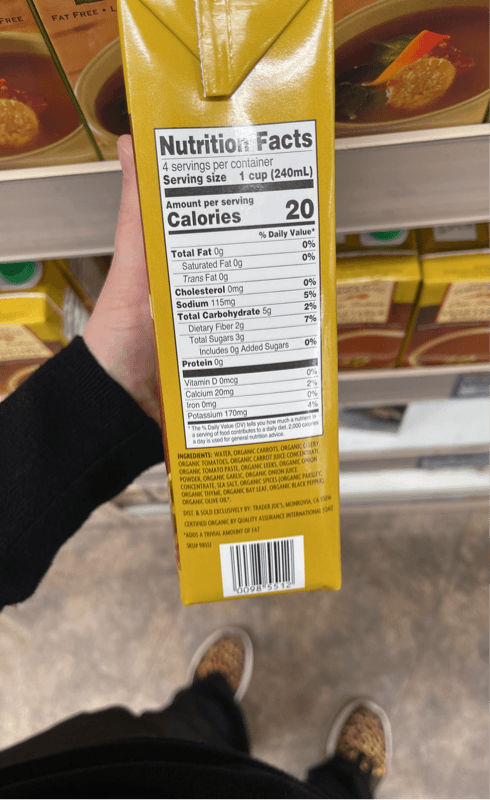 FREE
FAT FREE • L
Nutrition Facts
4 servings per container
Serving size 1 cup (240mL)
Amount per serving
Calories 20
% Daily Value*
Total Fat 0g 0%
Saturated Fat 0g 0%
Trans Fat 0g
Cholesterol 0mg 0%
Sodium 115mg 5%
Total Carbohydrate 5g 2%
Dietary Fiber 2g 7%
Total Sugars 3g
Includes 0g Added Sugars 0%
Protein 0g
Vitamin D 0mcg 0%
Calcium 20mg 2%
Iron 0mg 0%
Potassium 170mg 4%
*The % Daily Value (DV) tells you how much a nutrient in
a serving of food contributes to a daily diet. 2,000 calories
a day is used for general nutrition advice.
INGREDIENTS: WATER, ORGANIC CARROTS, ORGANIC CELERY,
ORGANIC TOMATOES, ORGANIC CARROT JUICE CONCENTRATE,
ORGANIC TOMATO PASTE, ORGANIC LEEKS, ORGANIC ONION
POWDER, ORGANIC GARLIC, ORGANIC ONION JUICE
CONCENTRATE, SEA SALT, ORGANIC SPICES (ORGANIC PARSLEY,
ORGANIC THYME, ORGANIC BAY LEAF, ORGANIC BLACK PEPPER),
ORGANIC OLIVE OIL*.
DIST. & SOLD EXCLUSIVELY BY: TRADER JOE'S, MONROVIA, CA
CERTIFIED ORGANIC BY QUALITY ASSURANCE INTERNATIONAL (QAI)
*ADDS A TRIVIAL AMOUNT OF FAT
SKU# 98551
0098 5512